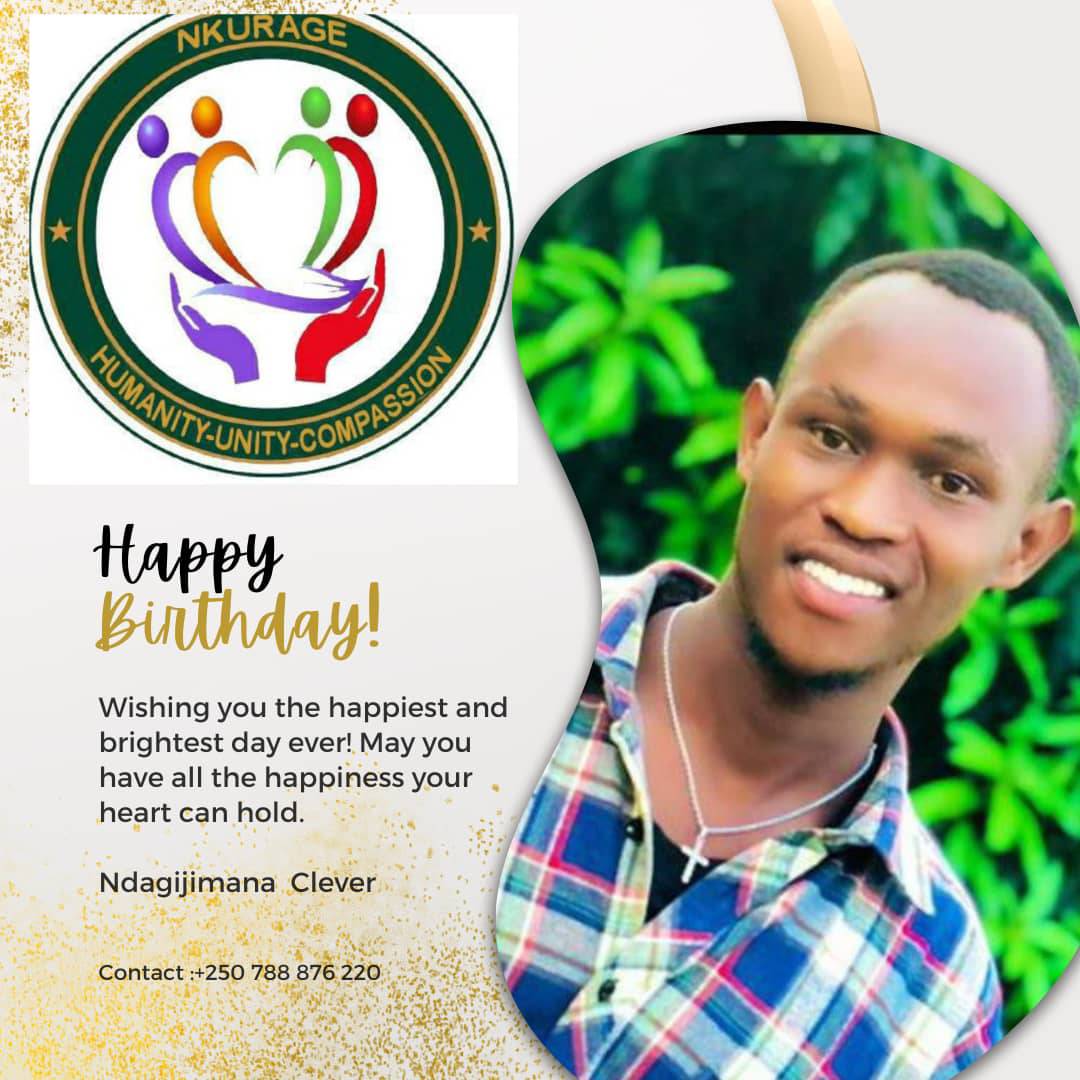 NKURAGE
HUMANITY-UNITY-COMPASSION
Happy
Birthday!
Wishing you the happiest and
brightest day ever! May you
have all the happiness your
heart can hold.
Ndagijimana Clever
Contact :+250 788 876 220